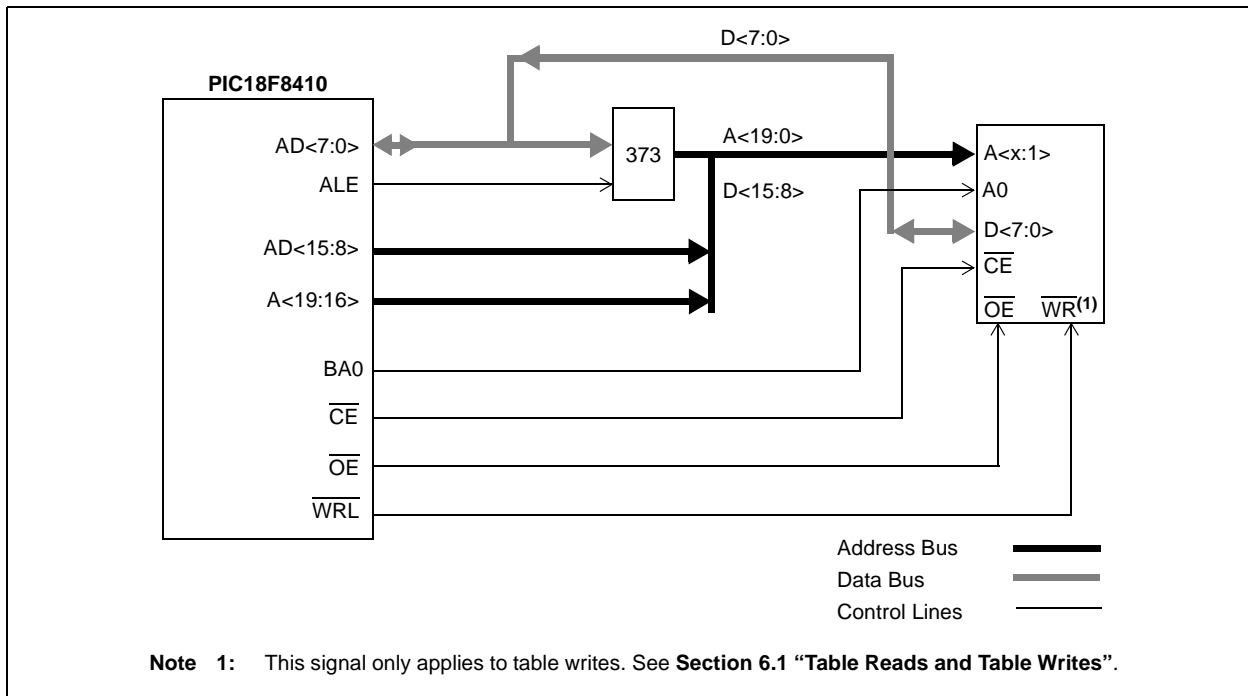 D<7:0>
PIC18F8410
AD<7:0>
373
A<19:0>
A<x:1>
ALE
D<15:8>
A0
D<7:0>
AD<15:8>
CE
A<19:16>
OE WR(1)
BA0
CE
OE
WRL
Address Bus
Data Bus
Control Lines
Note 1: This signal only applies to table writes. See Section 6.1 “Table Reads and Table Writes”.